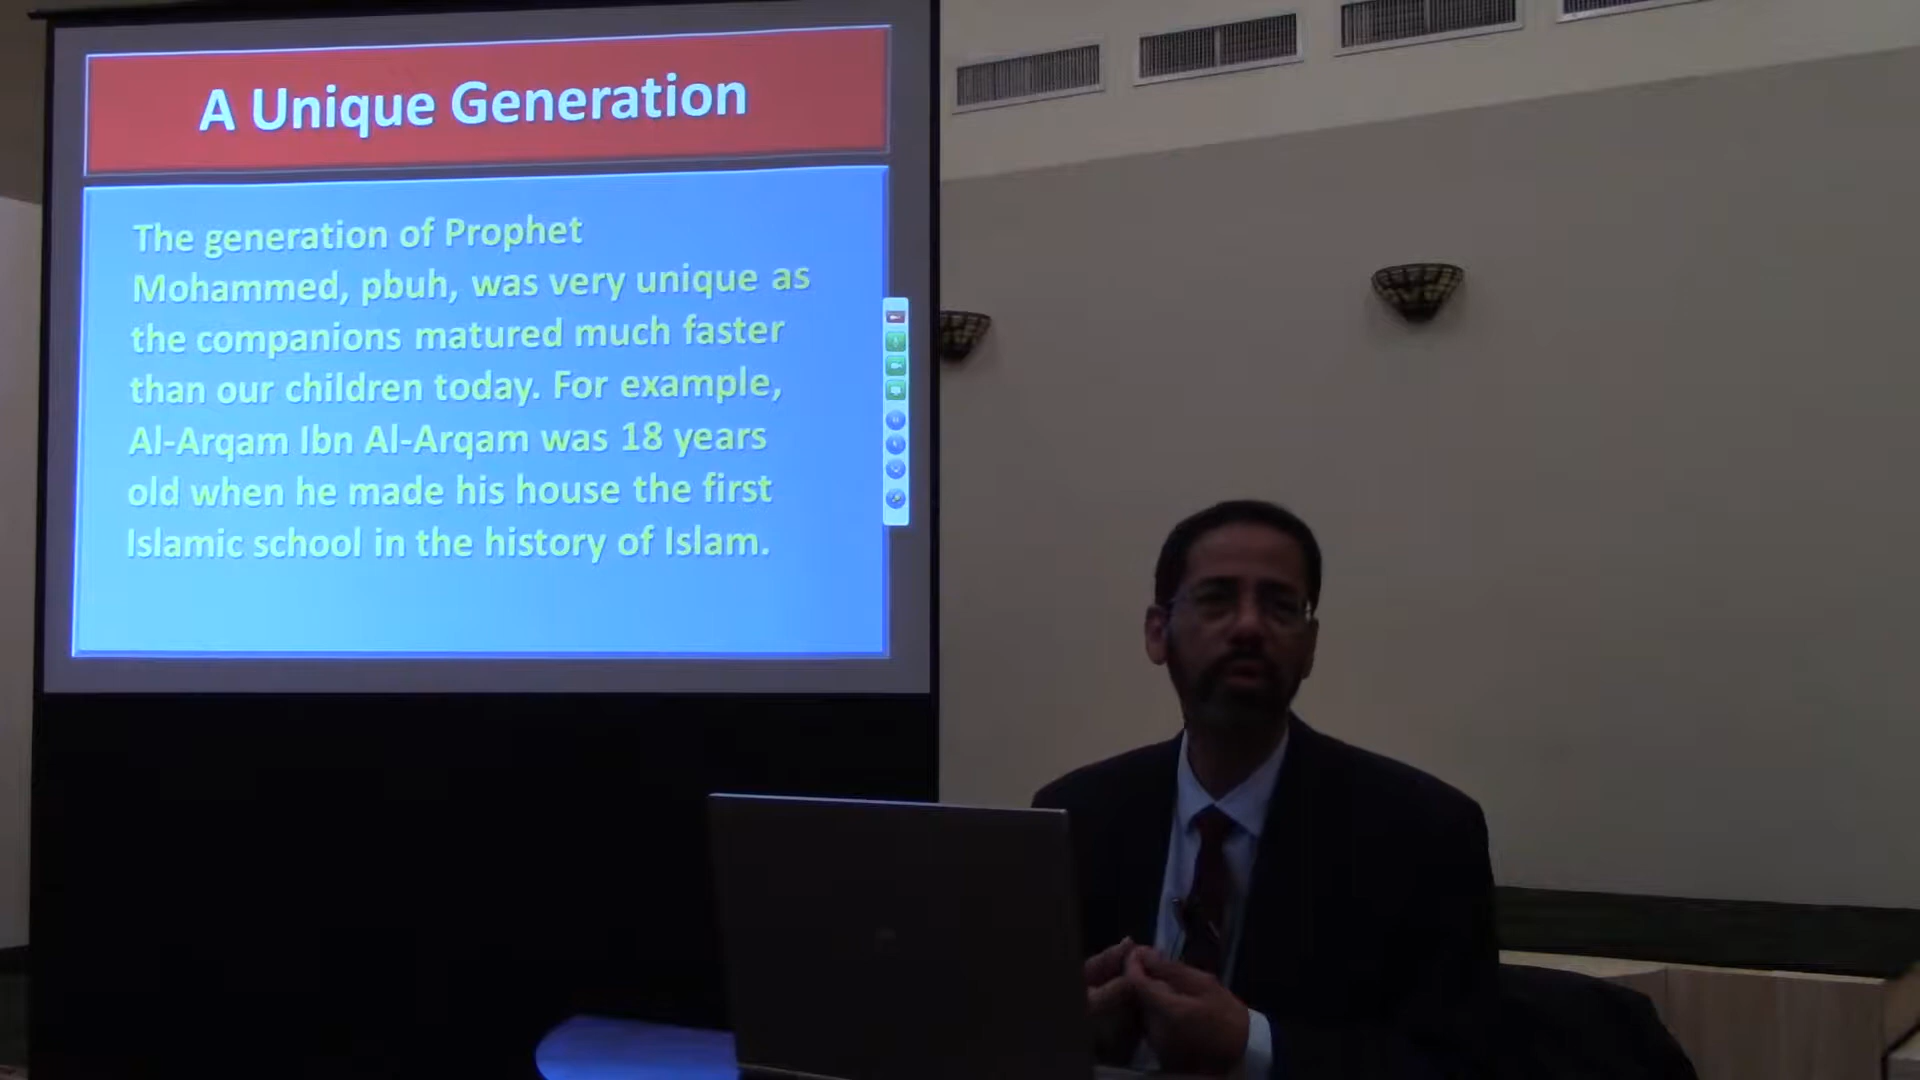 A Unique Generation
The generation of Prophet
Mohammed, pbuh, was very unique as
the companions matured much faster
than our children today. For example,
Al-Arqam Ibn Al-Arqam was 18 years
old when he made his house the first
Islamic school in the history of Islam.